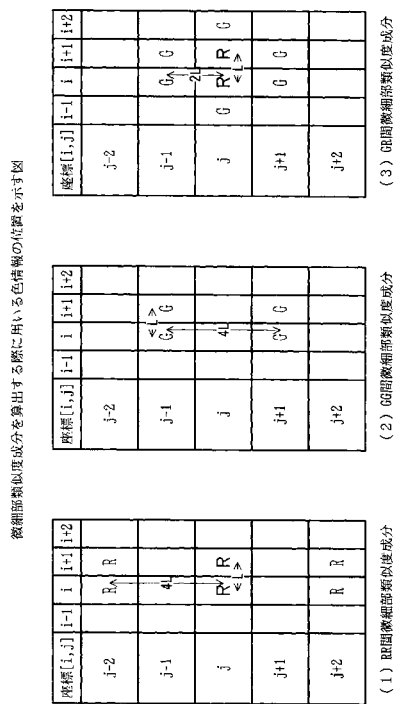 微細部類似度成分を算出する際に用いる色情報の位置を示す図
座標[i,j] i-1 i i+1 i+2
j-2 R R
4L
j-1
j R R
L
j+1
j+2 R R
(1) RR間微細部類似度成分
座標[i,j] i-1 i i+1 i+2
j-2
L
j-1 G G
j 4L
j+1 G G
j+2
(2) GG間微細部類似度成分
座標[i,j] i-1 i i+1 i+2
j-2
j-1 G G
2L
j G R R G
L
j+1 G G
j+2
(3) GR間微細部類似度成分